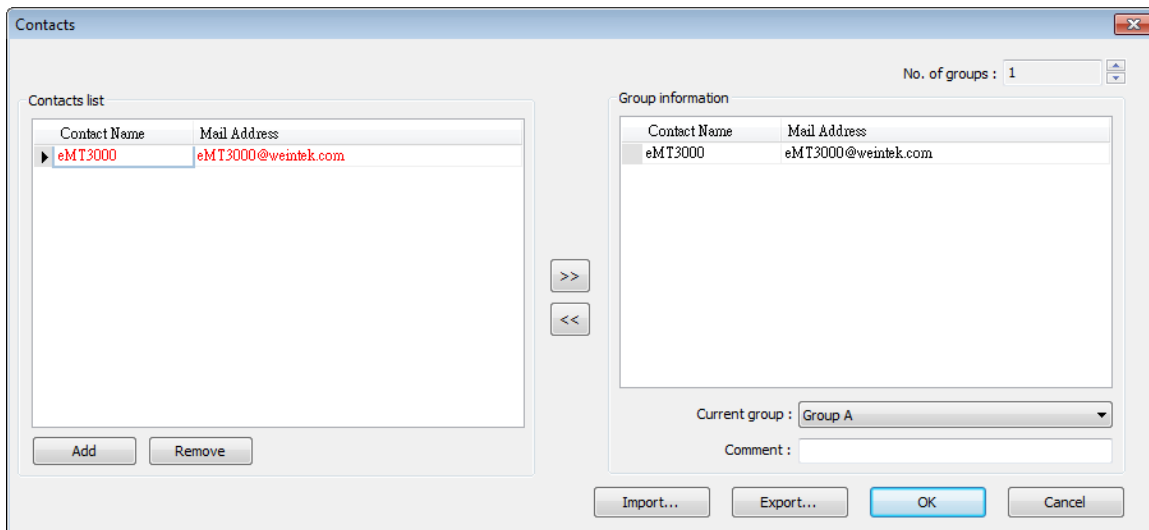 Contacts
No. of groups : 1
Contacts list
Contact Name Mail Address
eMT3000 eMT3000@weintek.com
Add Remove
>>
<<
Group information
Contact Name Mail Address
eMT3000 eMT3000@weintek.com
Current group : Group A
Comment :
Import... Export... OK Cancel